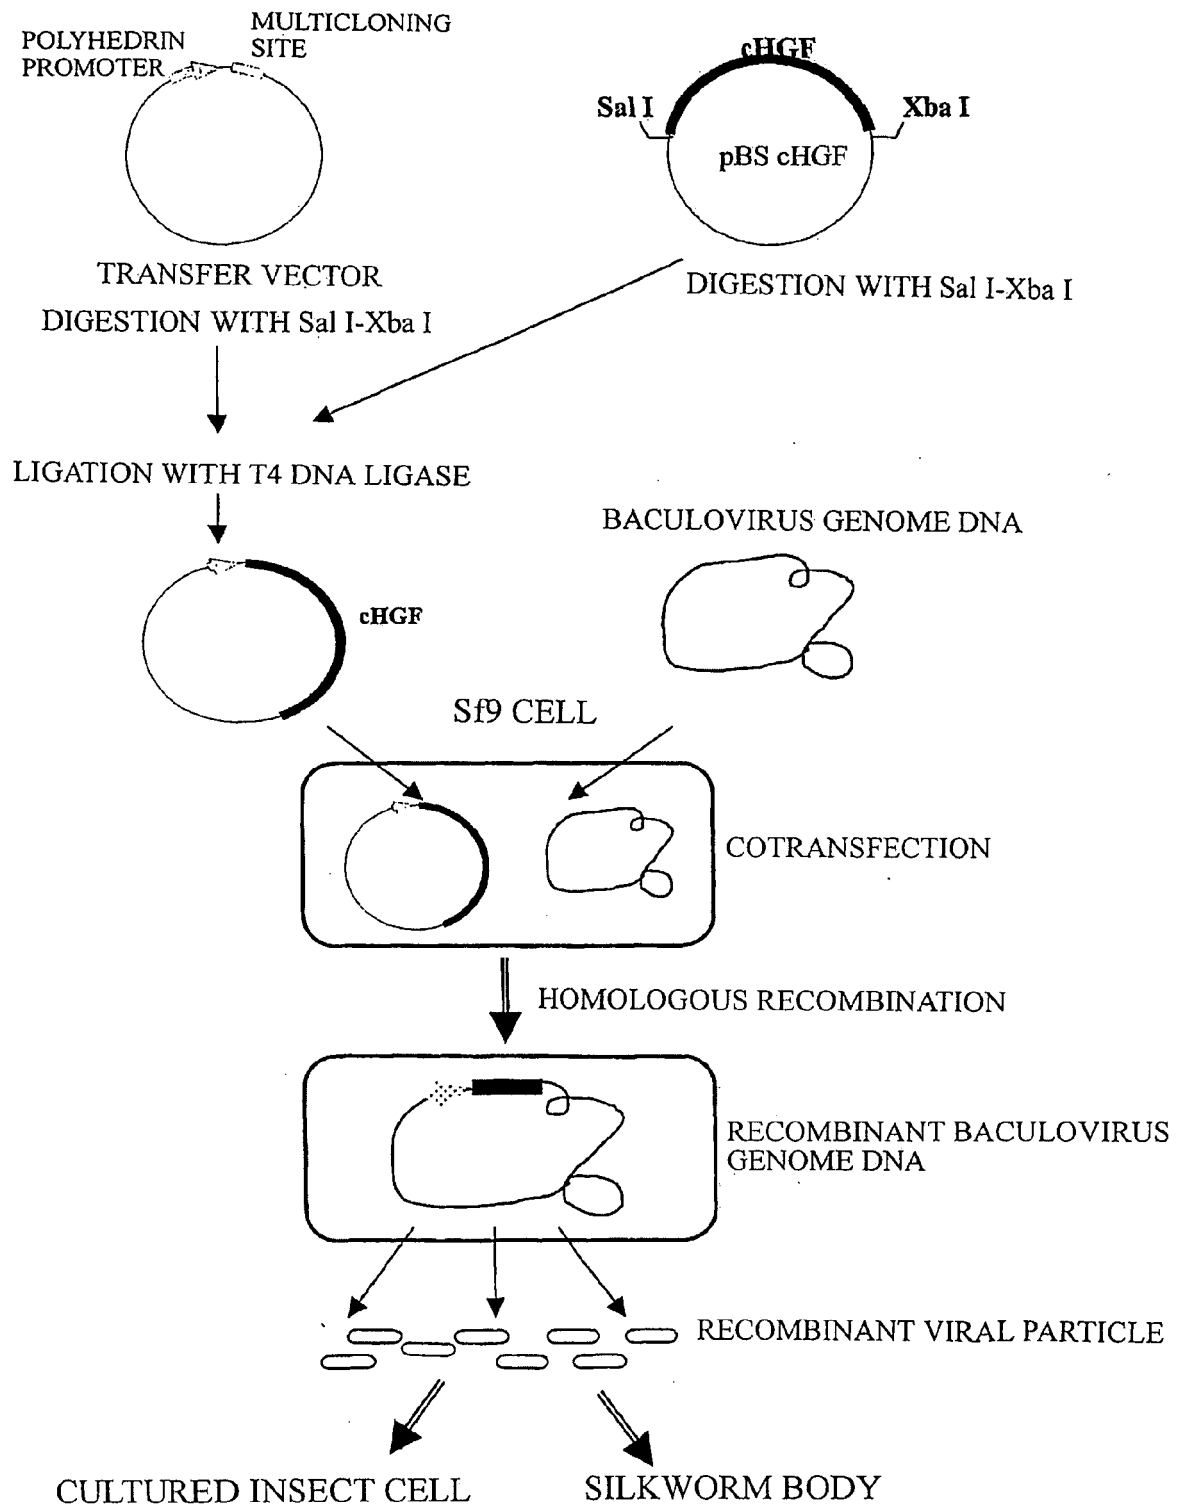 POLYHEDRIN
PROMOTER
MULTICLONING
SITE
cHGF
Sal I
Xba I
pBS cHGF
TRANSFER VECTOR
DIGESTION WITH Sal I-Xba I
DIGESTION WITH Sal I-Xba I
LIGATION WITH T4 DNA LIGASE
BACULOVIRUS GENOME DNA
cHGF
Sf9 CELL
COTRANSFECTION
HOMOLOGOUS RECOMBINATION
RECOMBINANT BACULOVIRUS
GENOME DNA
RECOMBINANT VIRAL PARTICLE
CULTURED INSECT CELL
SILKWORM BODY